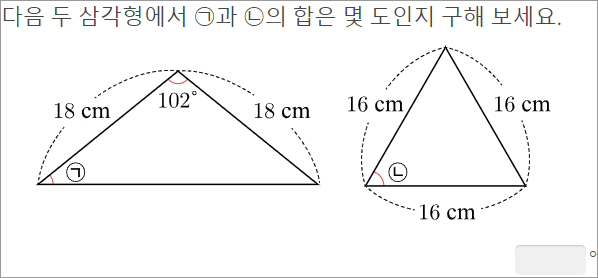 다음 두 삼각형에서 ㉠과 ㉡의 합은 몇 도인지 구해 보세요.
18 cm 102° 18 cm
㉠
16 cm 16 cm
㉡
16 cm
°